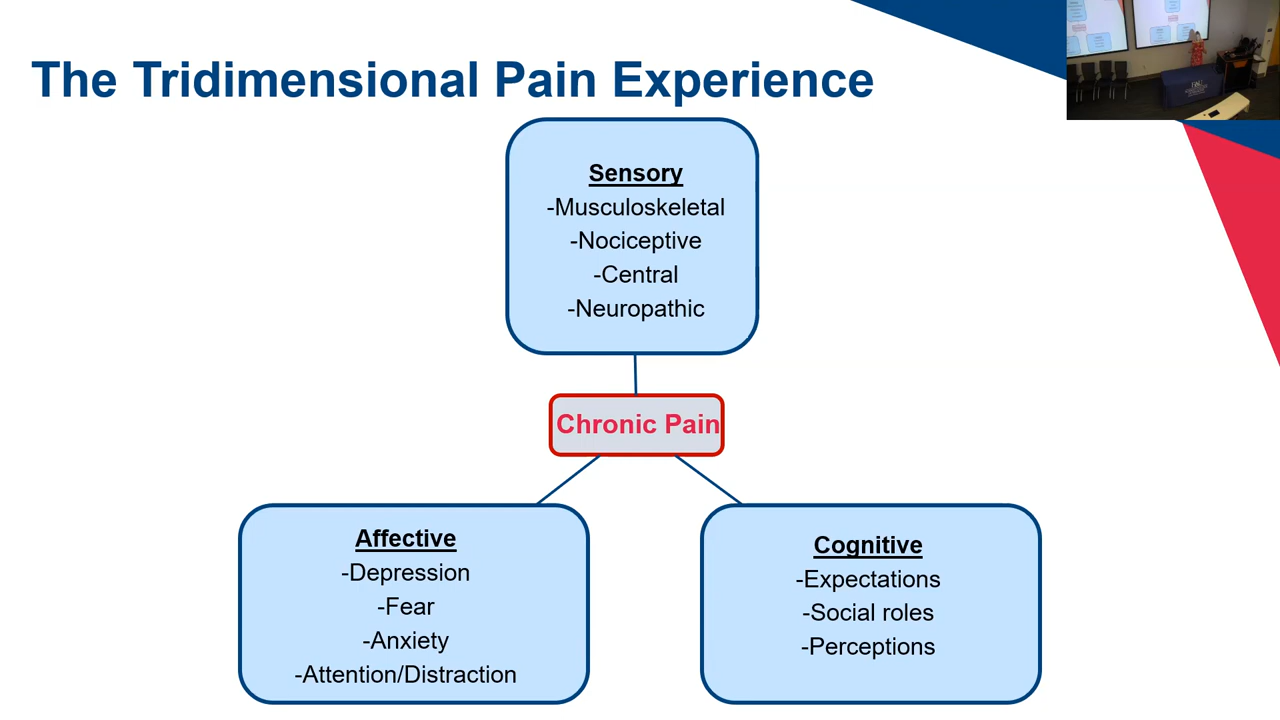 The Tridimensional Pain Experience
Sensory
-Musculoskeletal
-Nociceptive
-Central
-Neuropathic
Chronic Pain
Affective
-Depression
-Fear
-Anxiety
-Attention/Distraction
Cognitive
-Expectations
-Social roles
-Perceptions